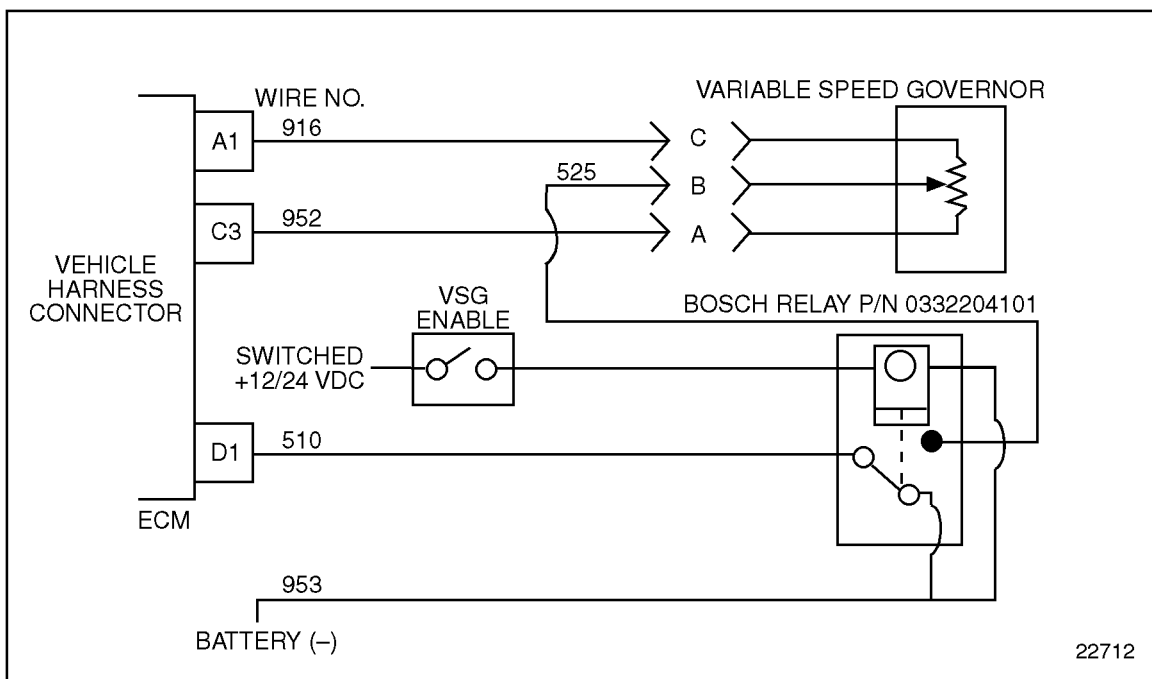 WIRE NO.
VARIABLE SPEED GOVERNOR
A1
916
C
525
B
C3
952
A
VEHICLE
HARNESS
CONNECTOR
VSG
ENABLE
BOSCH RELAY P/N 0332204101
SWITCHED
+12/24 VDC
D1
510
ECM
953
BATTERY (–)
22712